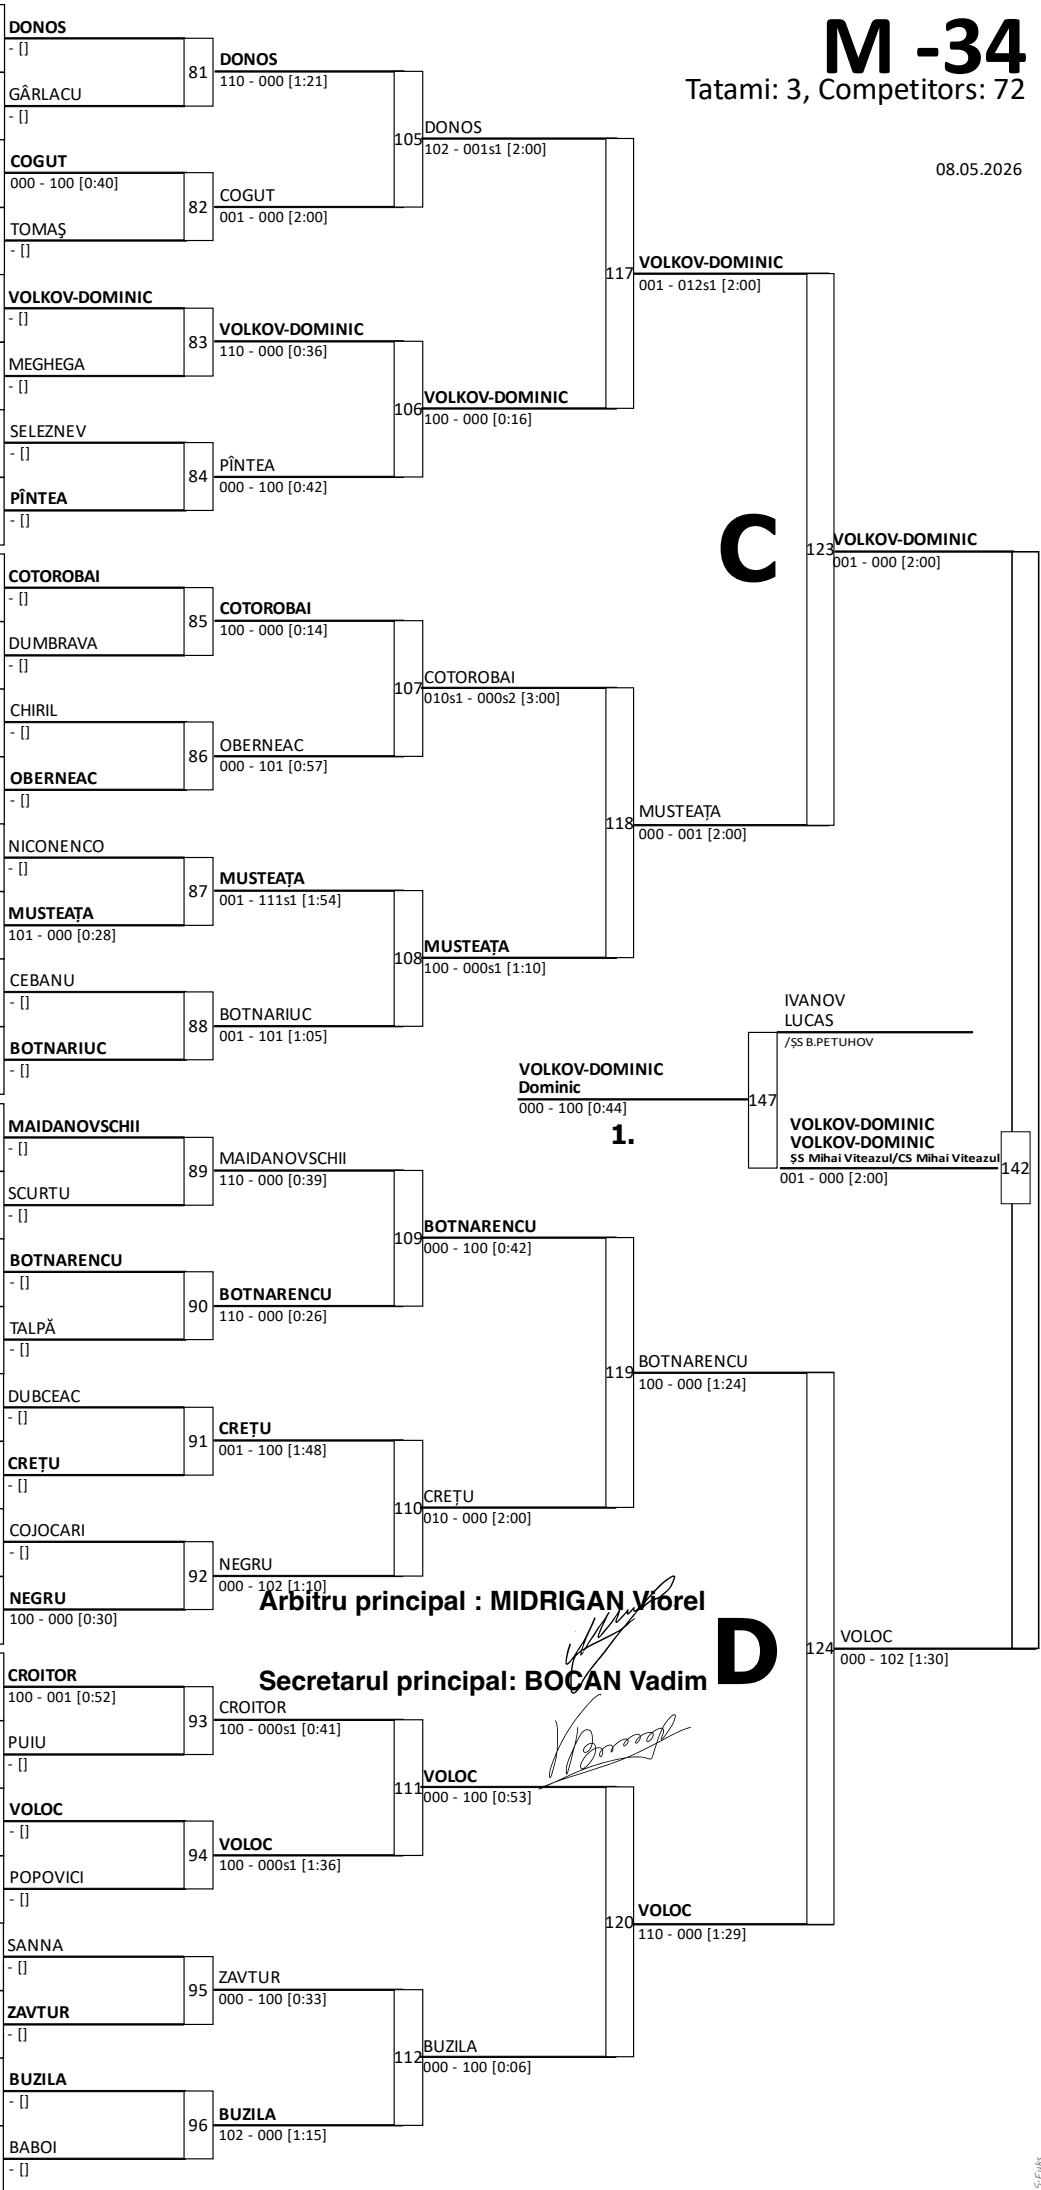 M -34
Tatami: 3, Competitors: 72
08.05.2026
DONOS
- []
81
GÂRLACU
- []
DONOS
110 - 000 [1:21]
COGUT
000 - 100 [0:40]
82
TOMAŞ
- []
COGUT
001 - 000 [2:00]
105
DONOS
102 - 001s1 [2:00]
VOLKOV-DOMINIC
- []
83
MEGHEGA
- []
VOLKOV-DOMINIC
110 - 000 [0:36]
SELEZNEV
- []
84
PÎNTEA
- []
PÎNTEA
000 - 100 [0:42]
106
VOLKOV-DOMINIC
100 - 000 [0:16]
117
VOLKOV-DOMINIC
001 - 012s1 [2:00]
C
COTOROBAI
- []
85
DUMBRAVA
- []
COTOROBAI
100 - 000 [0:14]
CHIRIL
- []
86
OBERNEAC
- []
OBERNEAC
000 - 101 [0:57]
107
COTOROBAI
010s1 - 000s2 [3:00]
NICONENCO
- []
87
MUSTEAȚA
101 - 000 [0:28]
MUSTEAȚA
001 - 111s1 [1:54]
CEBANU
- []
88
BOTNARIUC
- []
BOTNARIUC
001 - 101 [1:05]
108
MUSTEAȚA
100 - 000s1 [1:10]
118
MUSTEAȚA
000 - 001 [2:00]
123
VOLKOV-DOMINIC
001 - 000 [2:00]
IVANOV
LUCAS
/ŞS B.PETUHOV
147
VOLKOV-DOMINIC
Dominic
000 - 100 [0:44]
1.
VOLKOV-DOMINIC
VOLKOV-DOMINIC
ŞS Mihai Viteazul/CS Mihai Viteazul
001 - 000 [2:00]
142
MAIDANOVSCHII
- []
89
SCURTU
- []
MAIDANOVSCHII
110 - 000 [0:39]
BOTNARENCU
- []
90
TALPĂ
- []
BOTNARENCU
110 - 000 [0:26]
109
BOTNARENCU
000 - 100 [0:42]
DUBCEAC
- []
91
CREȚU
- []
CREȚU
001 - 100 [1:48]
COJOCARI
- []
92
NEGRU
100 - 000 [0:30]
NEGRU
000 - 102 [1:10]
110
CREȚU
010 - 000 [2:00]
119
BOTNARENCU
100 - 000 [1:24]
Arbitru principal : MIDRIGAN Viorel
Secretarul principal: BOCAN Vadim
D
CROITOR
100 - 001 [0:52]
93
PUIU
- []
CROITOR
100 - 000s1 [0:41]
VOLOC
- []
94
POPOVICI
- []
VOLOC
100 - 000s1 [1:36]
111
VOLOC
000 - 100 [0:53]
SANNA
- []
95
ZAVTUR
- []
ZAVTUR
000 - 100 [0:33]
BUZILA
- []
96
BABOI
- []
BUZILA
102 - 000 [1:15]
112
BUZILA
000 - 100 [0:06]
120
VOLOC
110 - 000 [1:29]
124
VOLOC
000 - 102 [1:30]